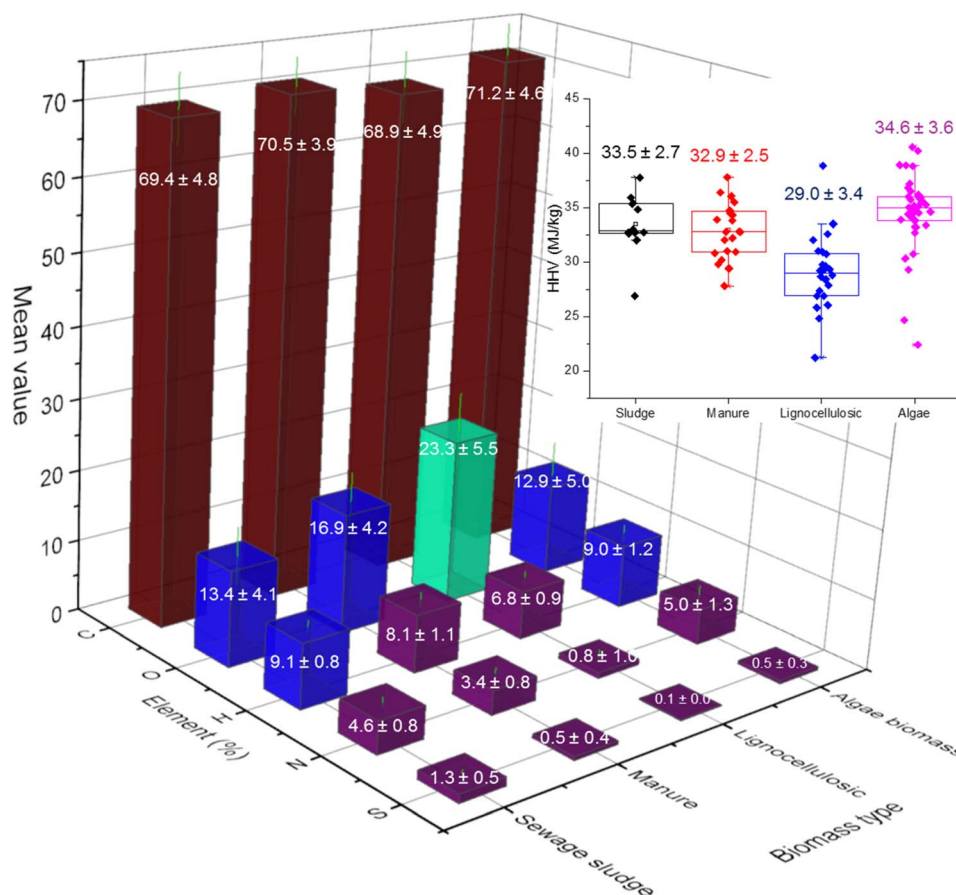 Mean value
70
60
50
40
30
20
10
0
69.4 ± 4.8
70.5 ± 3.9
68.9 ± 4.9
71.2 ± 4.6
13.4 ± 4.1
16.9 ± 4.2
23.3 ± 5.5
12.9 ± 5.0
9.1 ± 0.8
8.1 ± 1.1
6.8 ± 0.9
9.0 ± 1.2
4.6 ± 0.8
3.4 ± 0.8
0.8 ± 1.0
5.0 ± 1.3
1.3 ± 0.5
0.5 ± 0.4
0.1 ± 0.0
0.5 ± 0.3
C
O
H
N
S
Element (%)
Sewage sludge
Manure
Lignocellulosic
Algae biomass
Biomass type
HHV (MJ/kg)
45
40
35
30
25
20
33.5 ± 2.7
32.9 ± 2.5
29.0 ± 3.4
34.6 ± 3.6
Sludge
Manure
Lignocellulosic
Algae